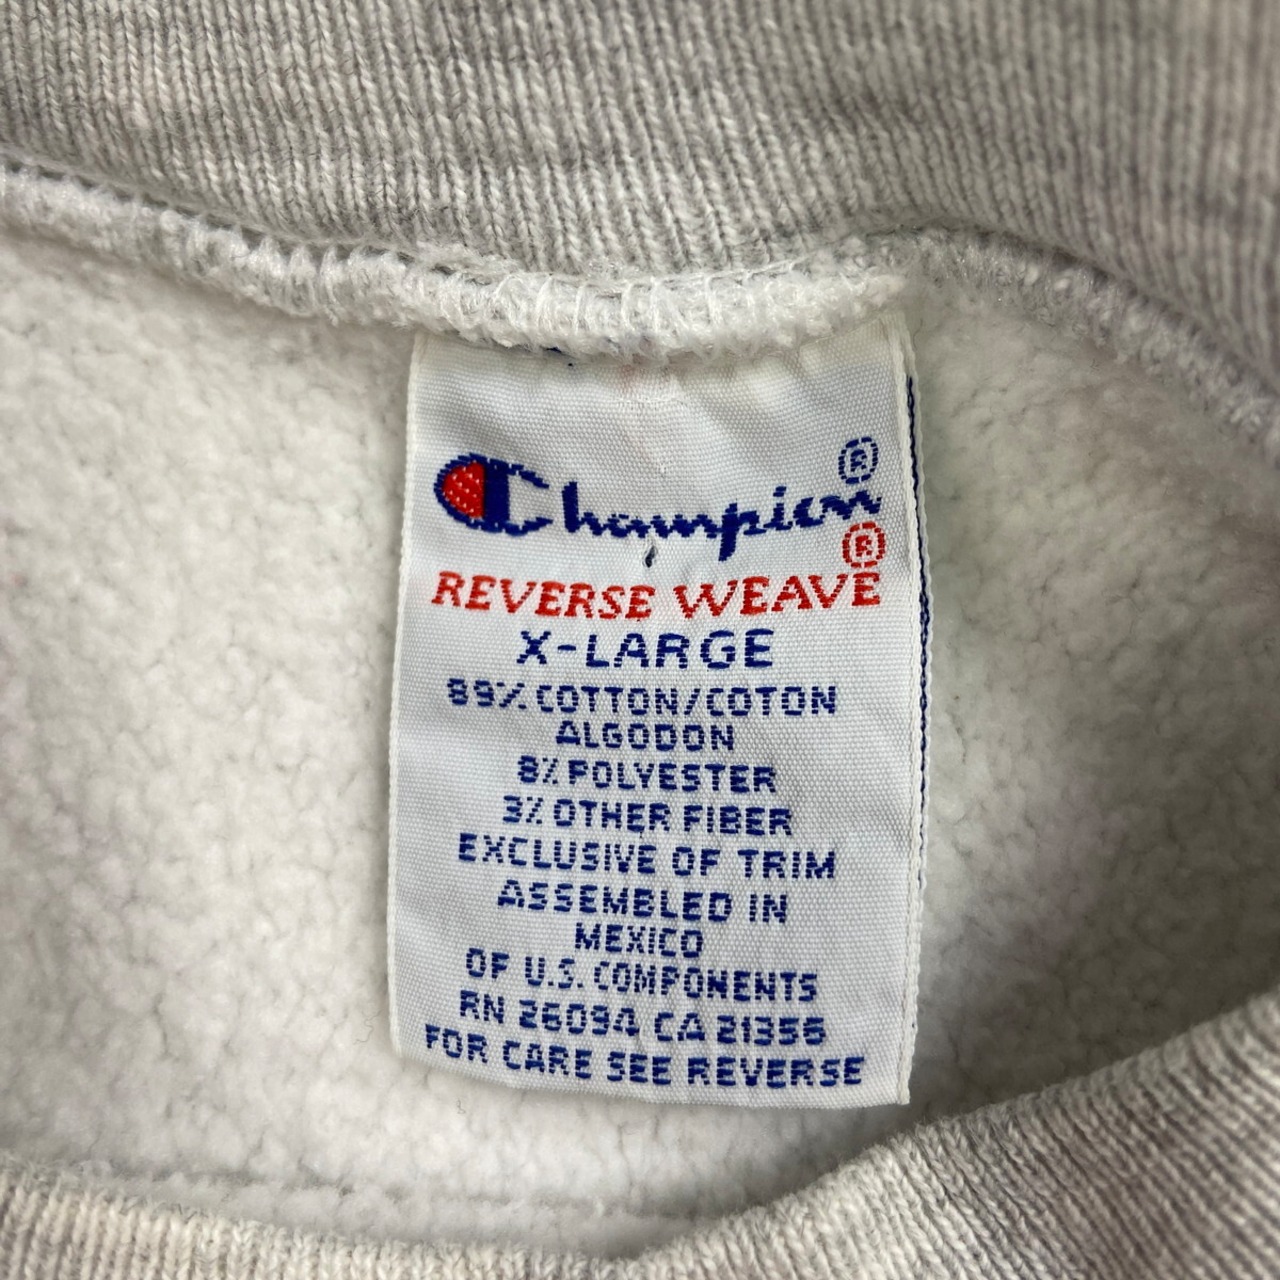 Champion®
REVERSE WEAVE®
X-LARGE
89% COTTON/COTON
ALGODON
8% POLYESTER
3% OTHER FIBER
EXCLUSIVE OF TRIM
ASSEMBLED IN
MEXICO
OF U.S. COMPONENTS
RN 26094 CA 21356
FOR CARE SEE REVERSE